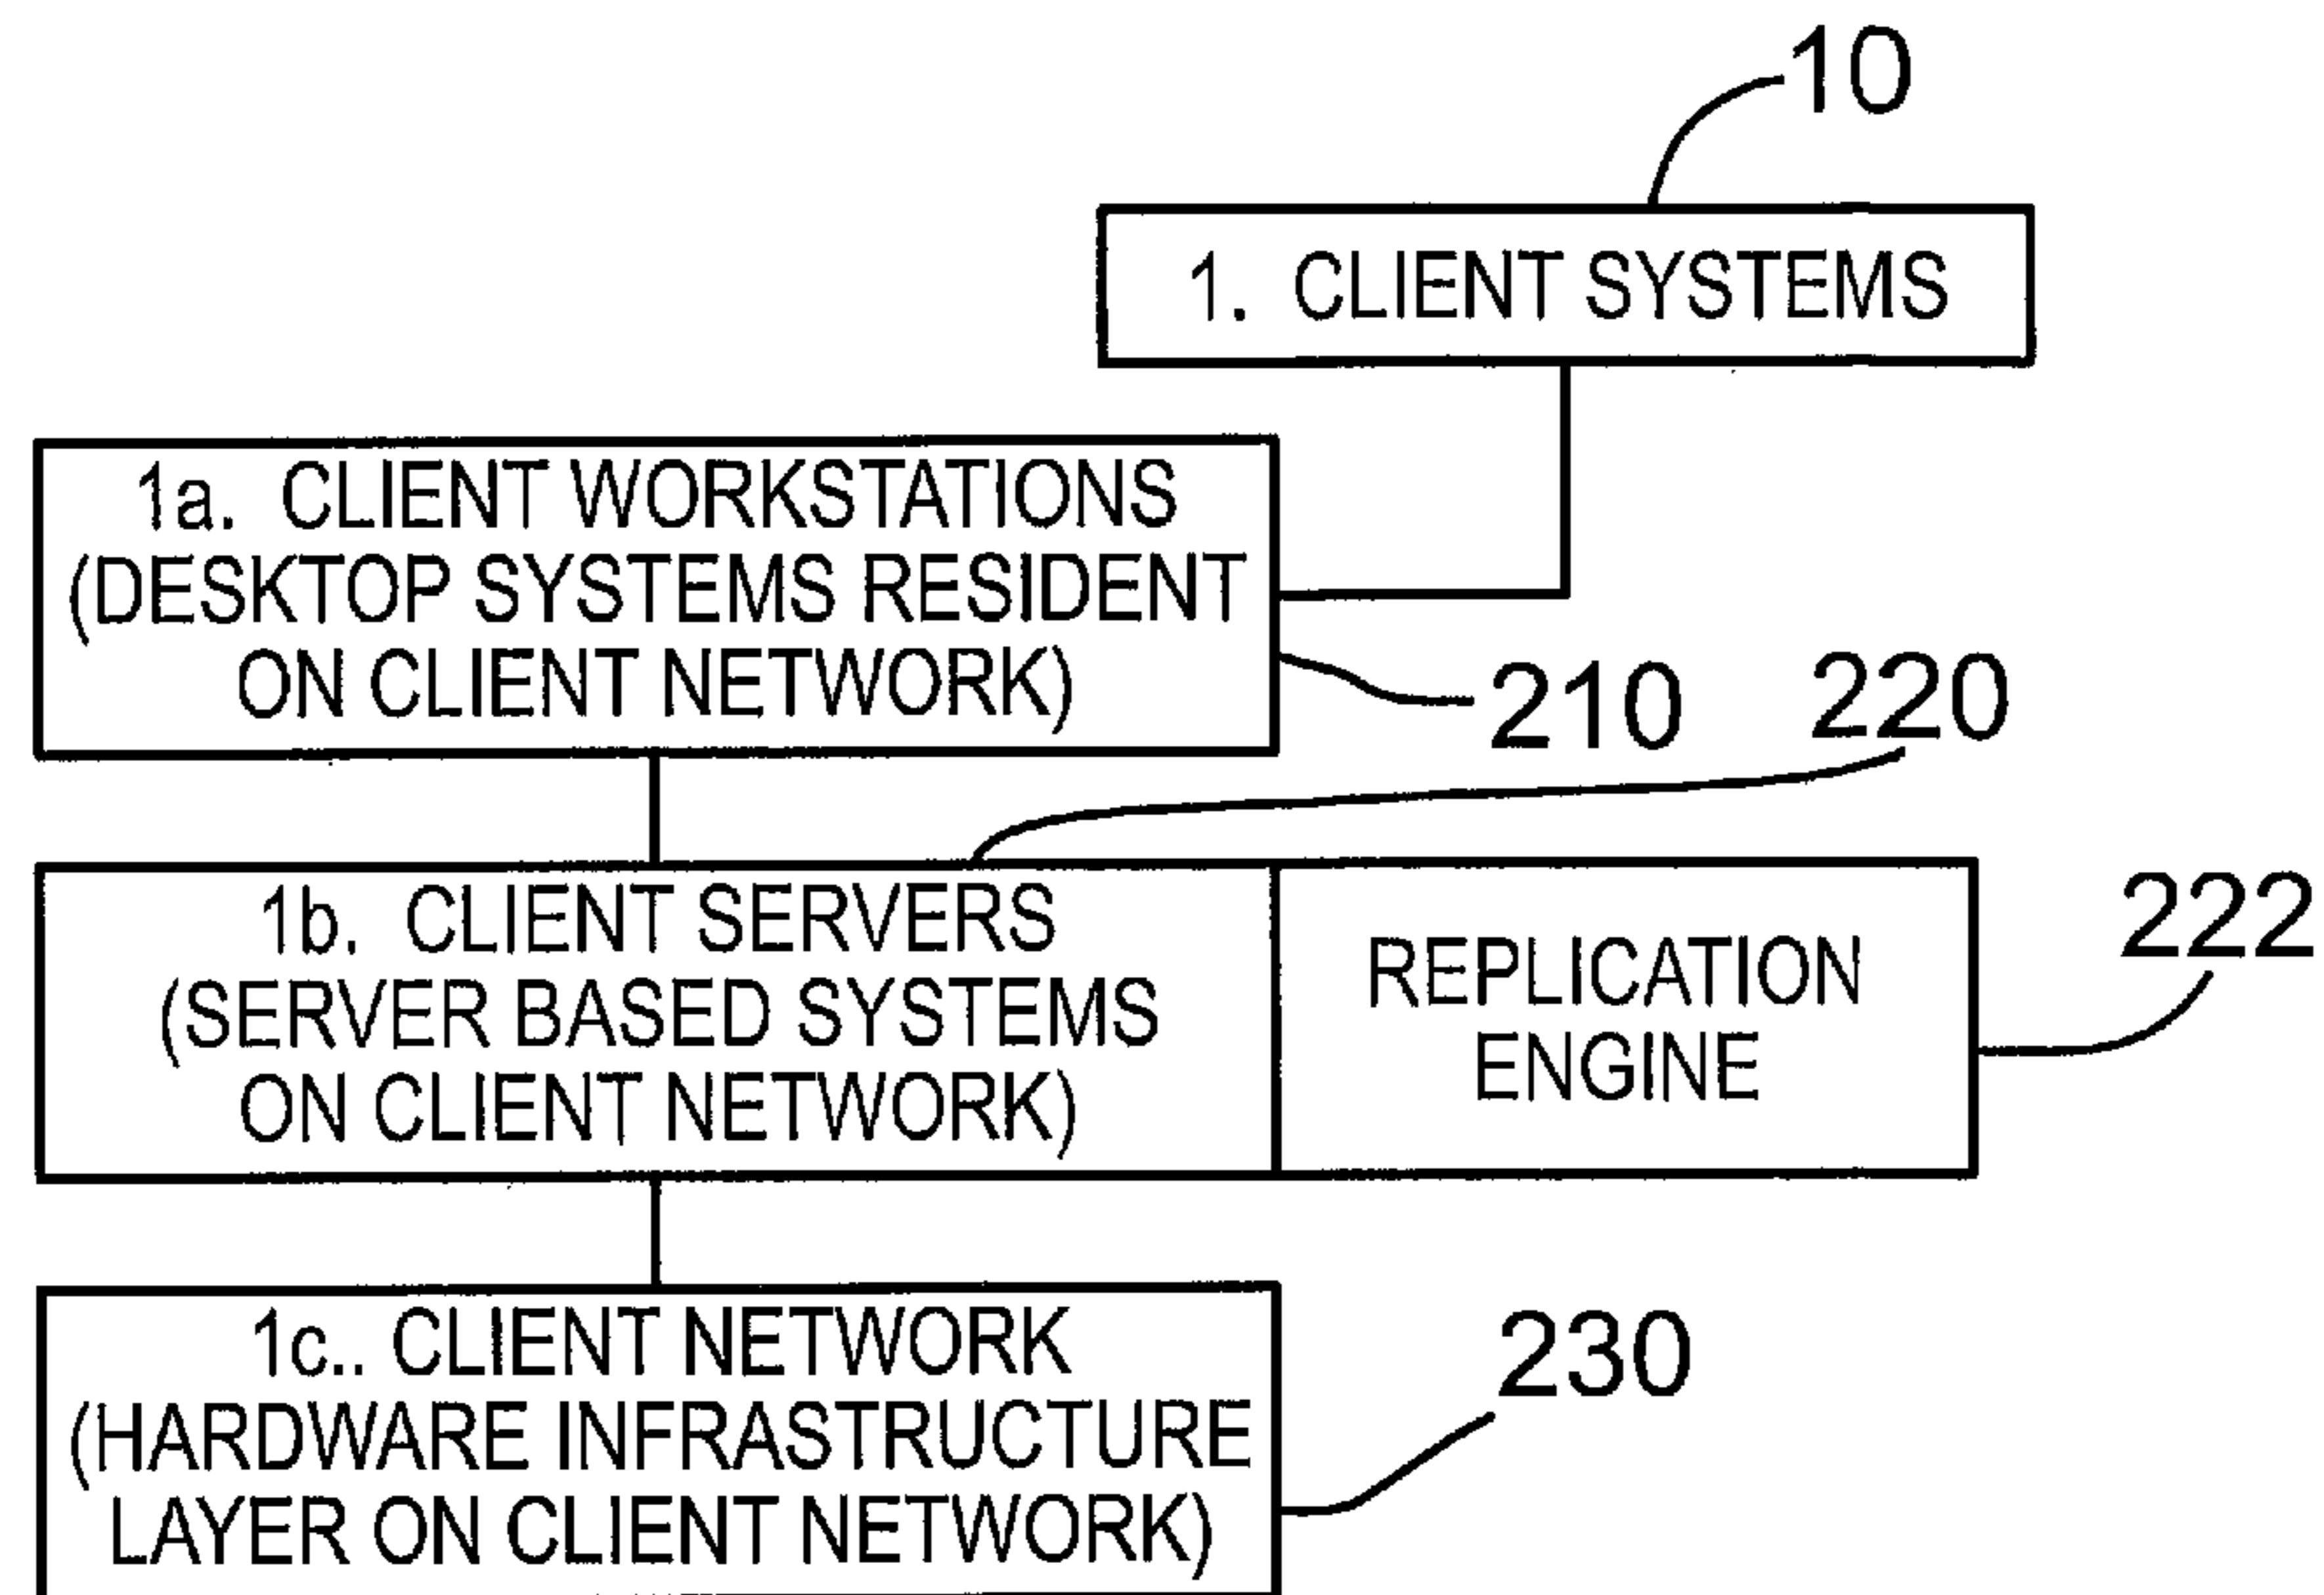 10
1. CLIENT SYSTEMS
1a. CLIENT WORKSTATIONS
(DESKTOP SYSTEMS RESIDENT
ON CLIENT NETWORK)
210
220
1b. CLIENT SERVERS
(SERVER BASED SYSTEMS
ON CLIENT NETWORK)
REPLICATION
ENGINE
222
1c.. CLIENT NETWORK
(HARDWARE INFRASTRUCTURE
LAYER ON CLIENT NETWORK)
230